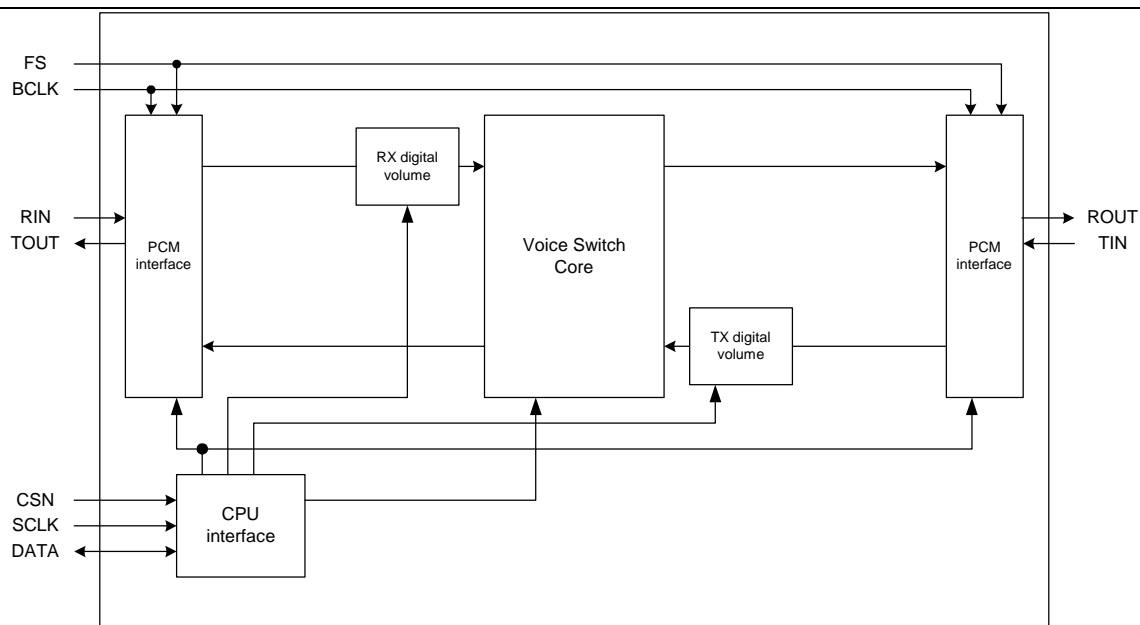 FS
BCLK
RX digital
volume
RIN
TOUT
PCM
interface
Voice Switch
Core
PCM
interface
ROUT
TIN
TX digital
volume
CSN
SCLK
DATA
CPU
interface